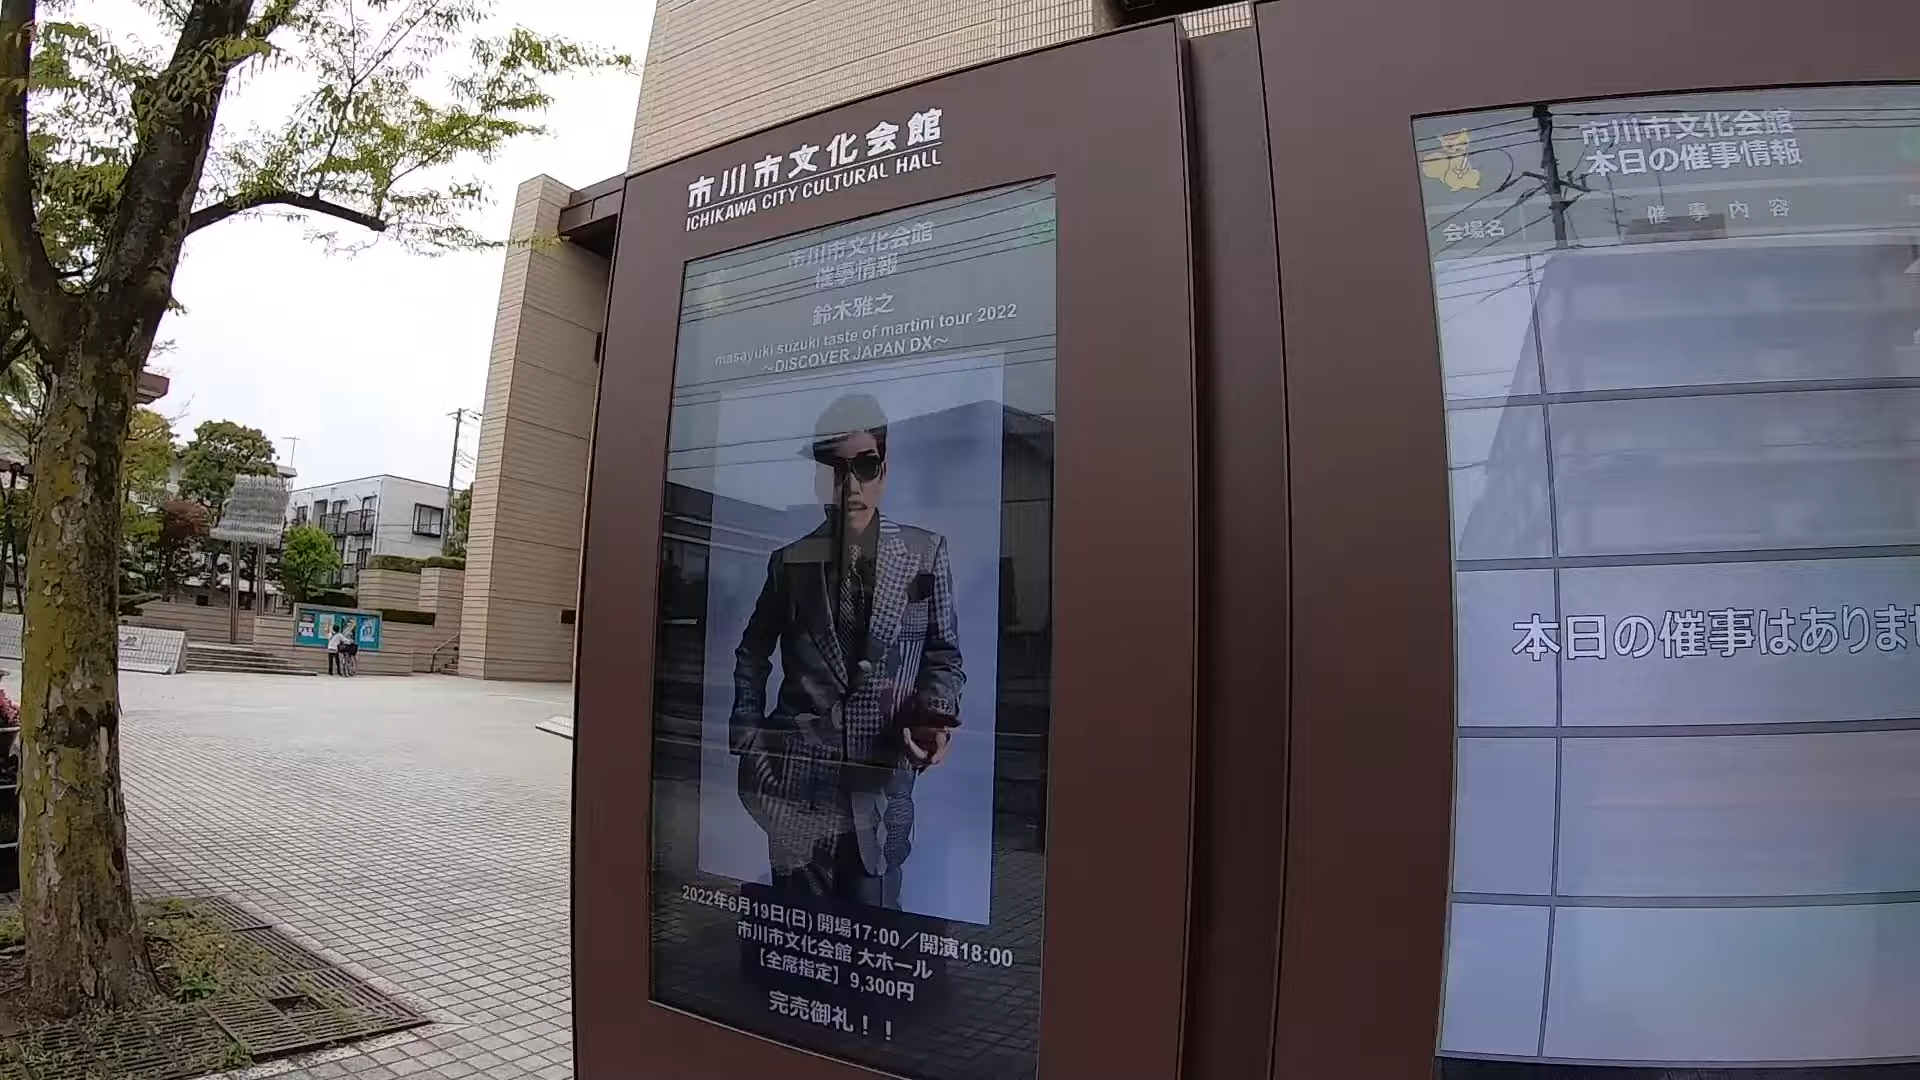 市川市文化会館
ICHIKAWA CITY CULTURAL HALL
市川市文化会館
催事情報
鈴木雅之
masayuki suzuki taste of martini tour 2022
～DISCOVER JAPAN DX～
2022年6月19日(日) 開場17:00／開演18:00
市川市文化会館 大ホール
【全席指定】9,300円
完売御礼！！
市川市文化会館
本日の催事情報
会場名 催事内容
本日の催事はありませ